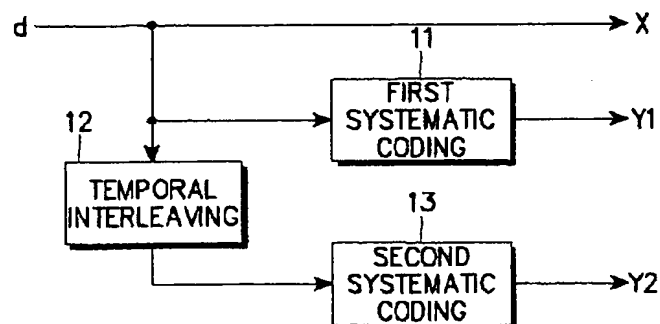 d
X
11
FIRST
SYSTEMATIC
CODING
Y1
12
TEMPORAL
INTERLEAVING
13
SECOND
SYSTEMATIC
CODING
Y2